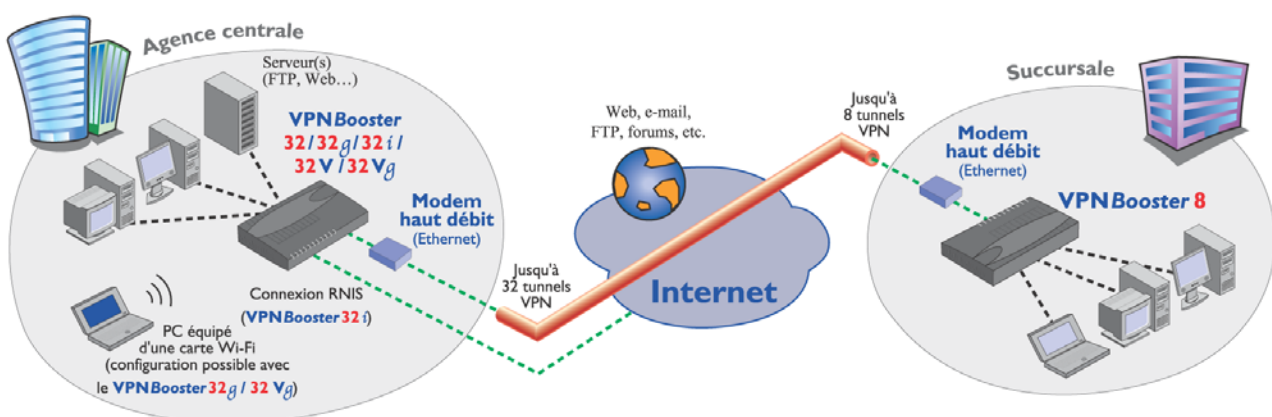 Agence centrale
Serveur(s)
(FTP, Web...)
VPNBooster
32/32g/32i/
32V/32Vg
Modem
haut débit
(Ethernet)
Connexion RNIS
(VPNBooster 32i)
PC équipé
d'une carte Wi-Fi
(configuration possible avec
le VPNBooster 32g / 32 Vg)
Jusqu'à
32 tunnels
VPN
Web, e-mail,
FTP, forums, etc.
Internet
Jusqu'à
8 tunnels
VPN
Succursale
Modem
haut débit
(Ethernet)
VPNBooster 8